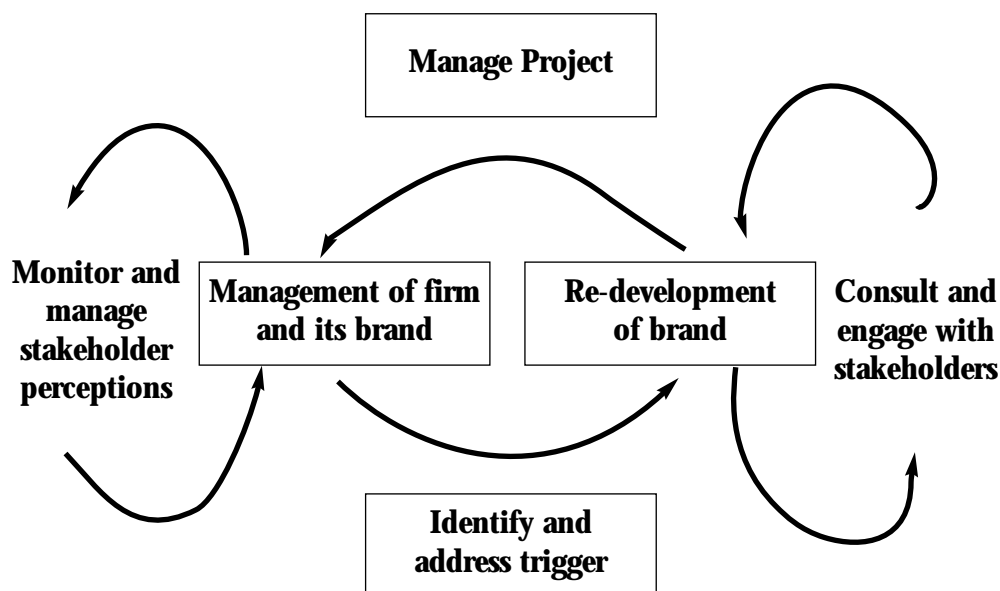 Manage Project
Monitor and
manage
stakeholder
perceptions
Management of firm
and its brand
Re-development
of brand
Consult and
engage with
stakeholders
Identify and
address trigger